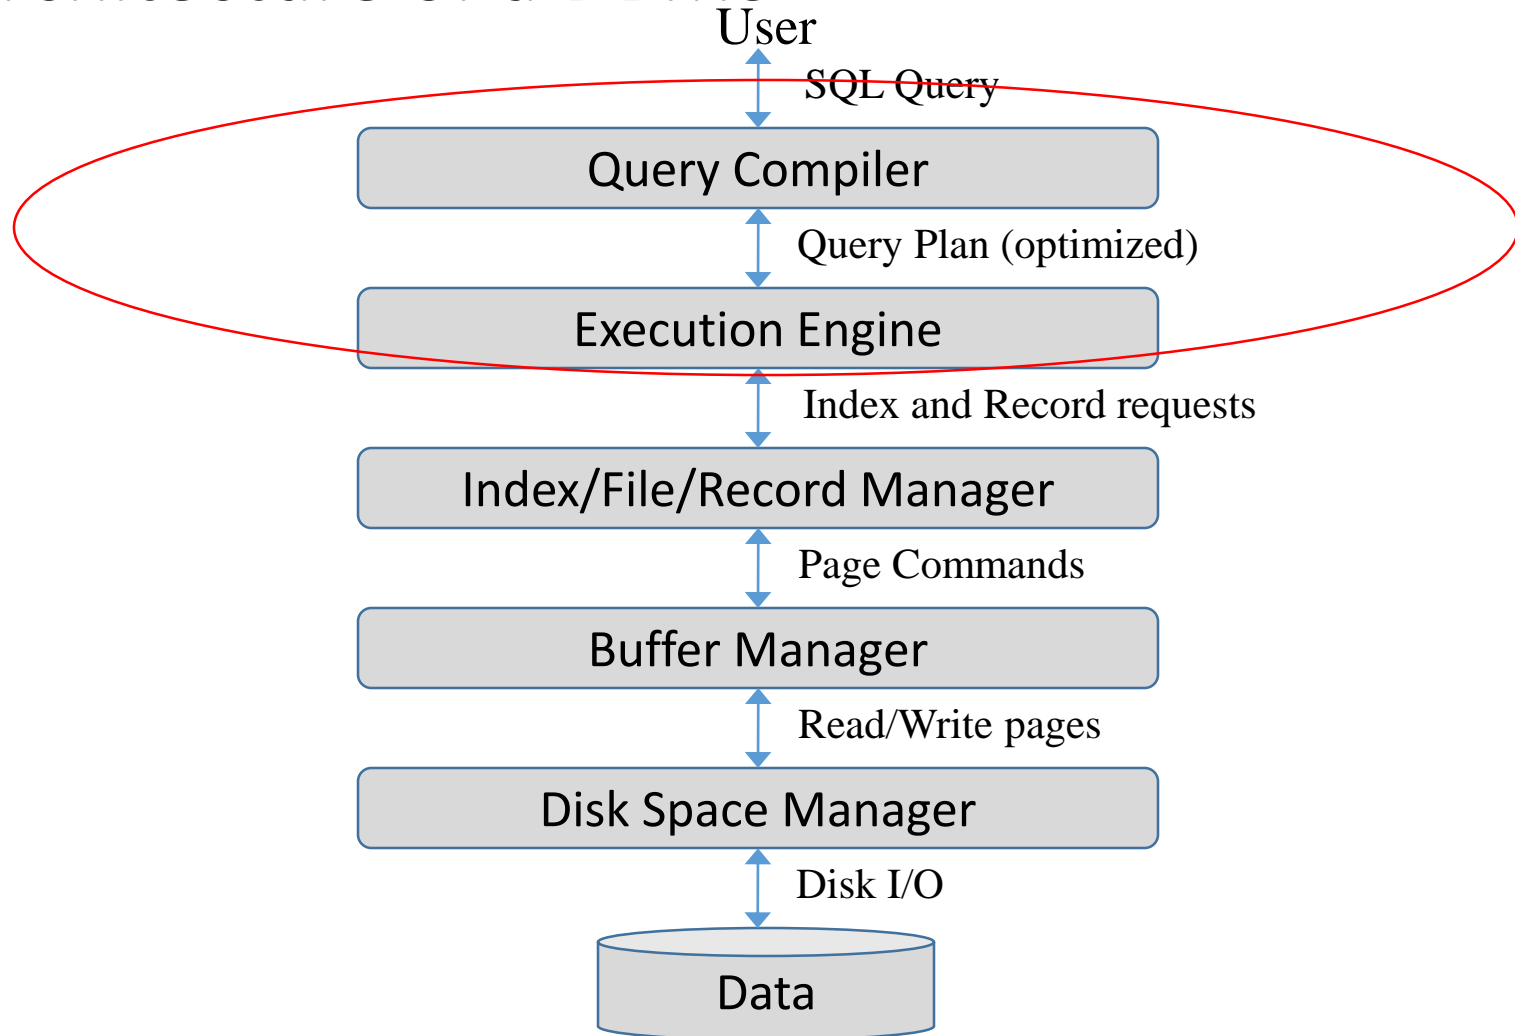 User
SQL Query
Query Compiler
Query Plan (optimized)
Execution Engine
Index and Record requests
Index/File/Record Manager
Page Commands
Buffer Manager
Read/Write pages
Disk Space Manager
Disk I/O
Data